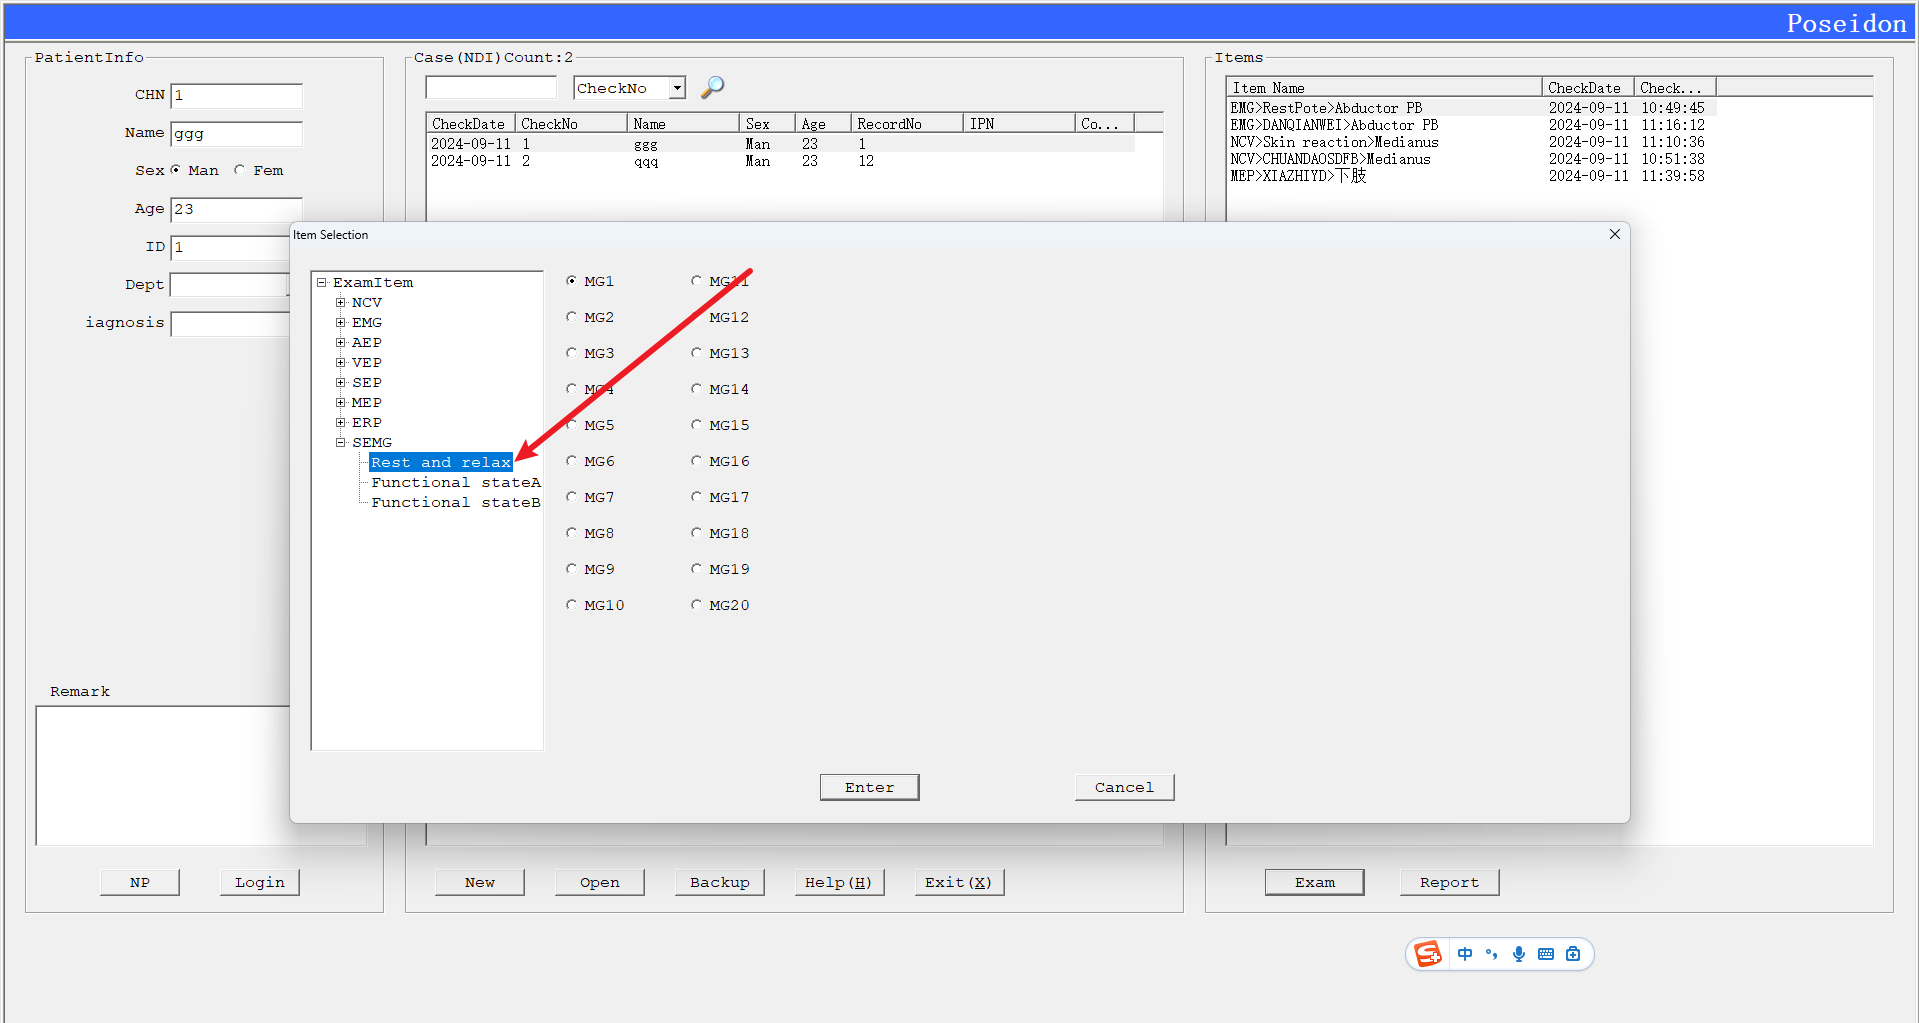 Poseidon
PatientInfo
CHN 1
Name ggg
Sex Man Fem
Age 23
ID 1
Dept
iagnosis
Remark
NP Login
Case(NDI)Count:2
CheckNo
CheckDate CheckNo Name Sex Age RecordNo IPN Co...
2024-09-11 1 ggg Man 23 1
2024-09-11 2 qqq Man 23 12
New Open Backup Help(H) Exit(X)
Items
Item Name CheckDate Check...
EMG>RestPote>Abductor PB 2024-09-11 10:49:45
EMG>DANQIANWEI>Abductor PB 2024-09-11 11:16:12
NCV>Skin reaction>Medianus 2024-09-11 11:10:36
NCV>CHUANDAOSDFB>Medianus 2024-09-11 10:51:38
MEP>XIAZHIYD>下肢 2024-09-11 11:39:58
Exam Report
Item Selection
ExamItem
NCV
EMG
AEP
VEP
SEP
MEP
ERP
SEMG
Rest and relax
Functional stateA
Functional stateB
MG1 MG11
MG2 MG12
MG3 MG13
MG4 MG14
MG5 MG15
MG6 MG16
MG7 MG17
MG8 MG18
MG9 MG19
MG10 MG20
Enter Cancel
中